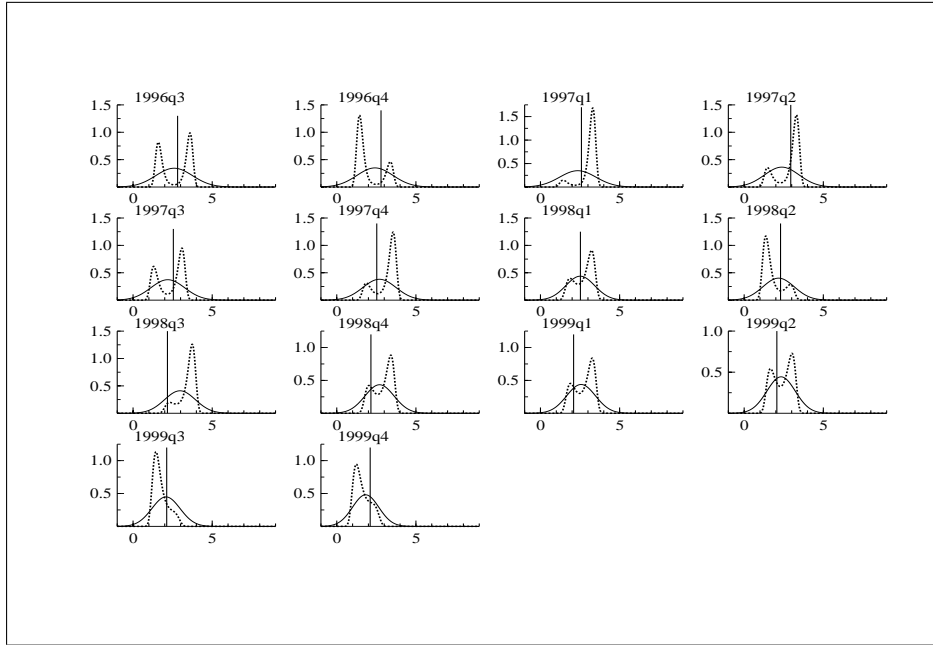 1996q3 1996q4 1997q1 1997q2
1.5 1.5 1.5
1.5
1.0 1.0 1.0 1.0
0.5 0.5 0.5 0.5
0 5 0 5 0 5 0 5
1997q3 1997q4 1998q1 1998q2
1.5 1.5 1.5 1.5
1.0 1.0 1.0 1.0
0.5 0.5 0.5 0.5
0 5 0 5 0 5 0 5
1998q3 1998q4 1999q1 1999q2
1.5
1.0 1.0 1.0 1.0
0.5 0.5 0.5 0.5
0 5 0 5 0 5 0 5
1999q3 1999q4
1.0 1.0
0.5 0.5
0 5 0 5